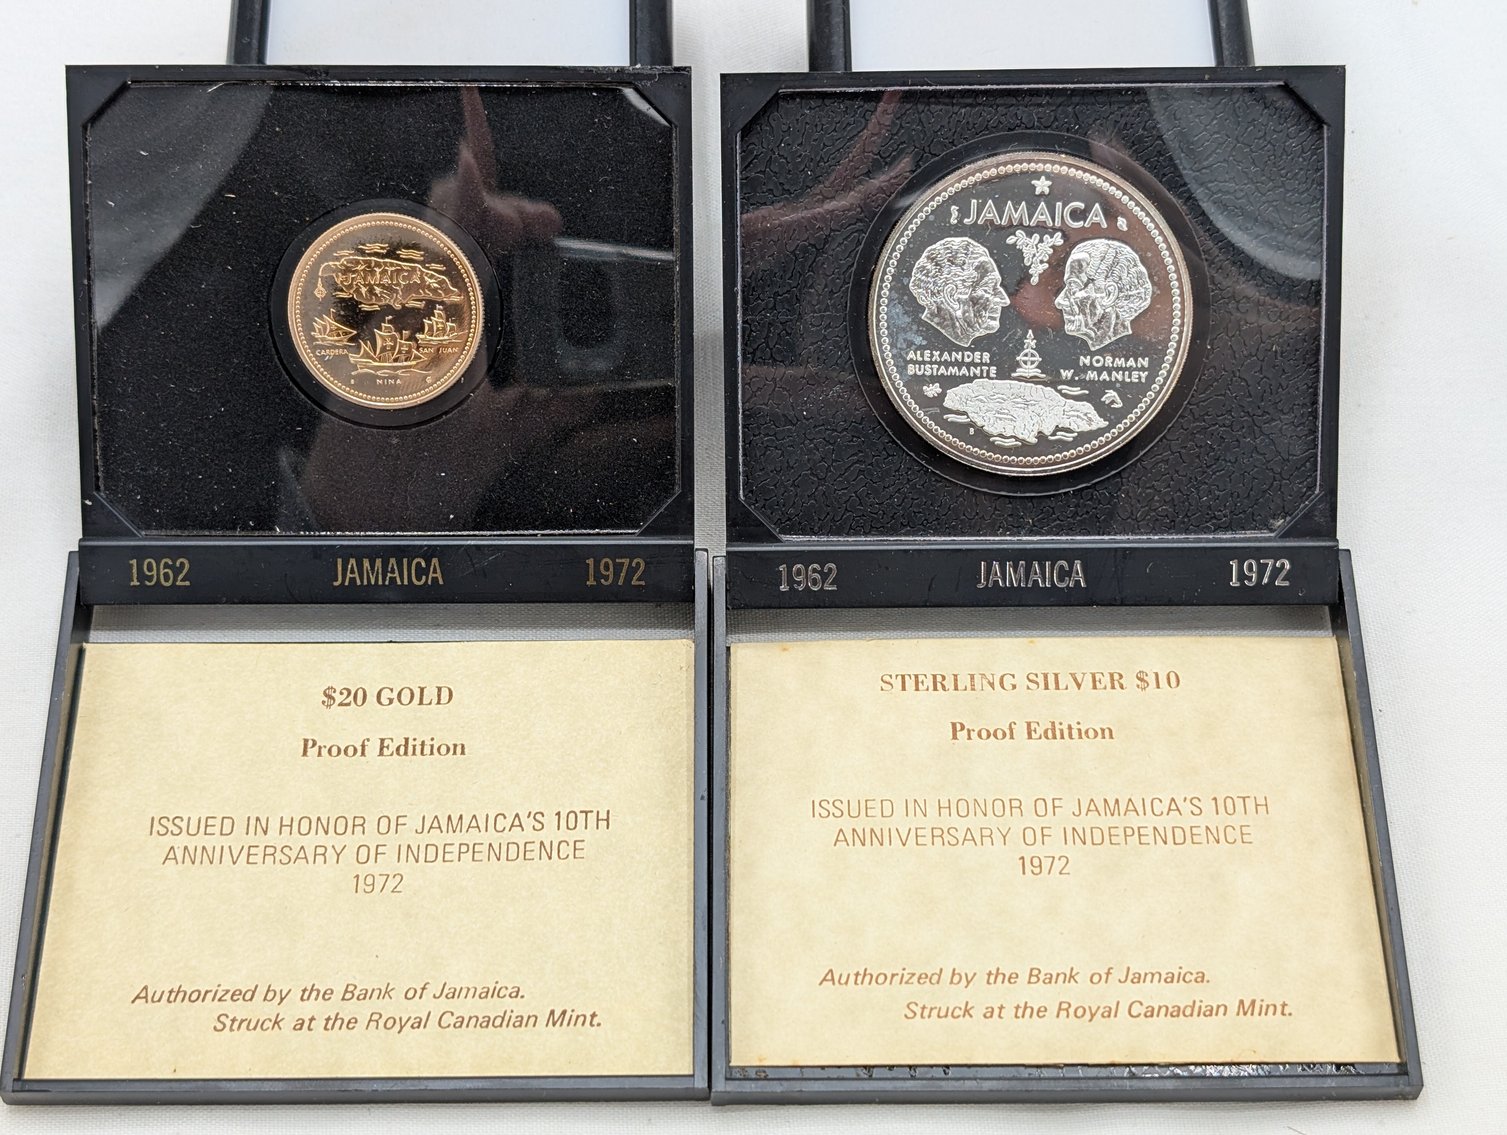 JAMAICA
CARDERA
SAN JUAN
NINA
1962 JAMAICA 1972
$20 GOLD
Proof Edition
ISSUED IN HONOR OF JAMAICA'S 10TH
ANNIVERSARY OF INDEPENDENCE
1972
Authorized by the Bank of Jamaica.
Struck at the Royal Canadian Mint.
JAMAICA
ALEXANDER
BUSTAMANTE
NORMAN
W. MANLEY
B
1962 JAMAICA 1972
STERLING SILVER $10
Proof Edition
ISSUED IN HONOR OF JAMAICA'S 10TH
ANNIVERSARY OF INDEPENDENCE
1972
Authorized by the Bank of Jamaica.
Struck at the Royal Canadian Mint.